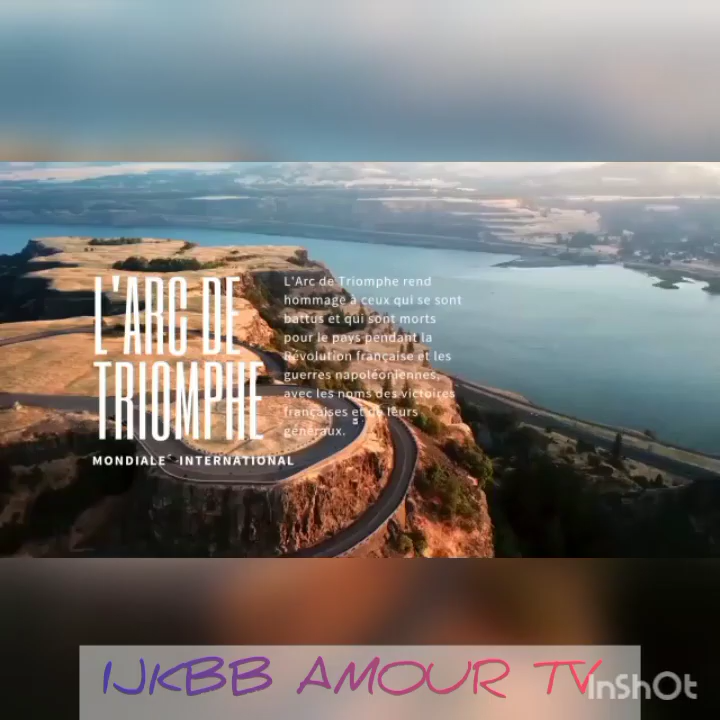 L'ARC DE
TRIOMPHE
MONDIALE INTERNATIONAL
L'Arc de Triomphe rend
hommage à ceux qui se sont
battus et qui sont morts
pour le pays pendant la
Révolution française et les
guerres napoléoniennes,
avec les noms des victoires
françaises et de leurs
généraux.
IJKBB AMOUR TV
InShOt